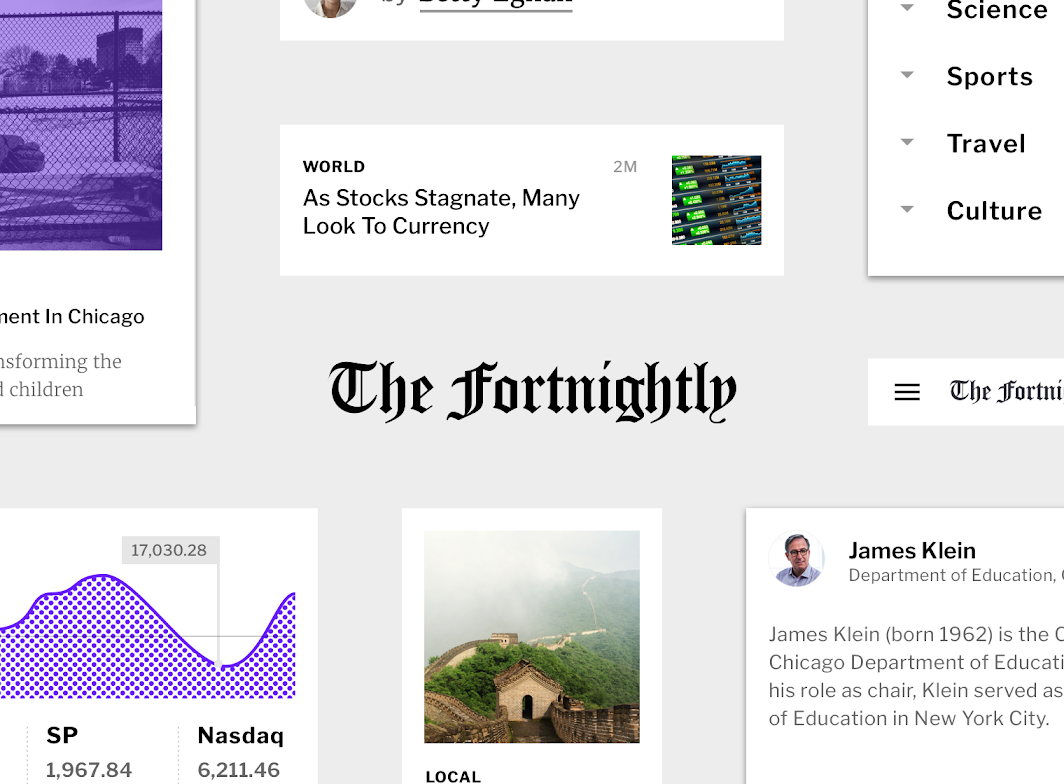 by Betty Egnan
Science
Sports
Travel
Culture
WORLD
2M
As Stocks Stagnate, Many
Look To Currency
ment In Chicago
nsforming the
d children
The Fortnightly
The Fortni
17,030.28
SP
1,967.84
Nasdaq
6,211.46
LOCAL
James Klein
Department of Education,
James Klein (born 1962) is the C
Chicago Department of Educati
his role as chair, Klein served as
of Education in New York City.